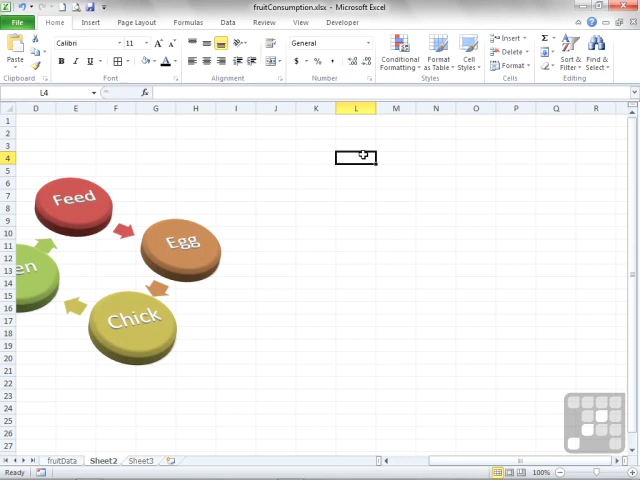 fruitConsumption.xlsx - Microsoft Excel
File Home Insert Page Layout Formulas Data Review View Developer
Paste
Calibri 11
General
Conditional Formatting
Format as Table
Cell Styles
Insert
Delete
Format
Sort & Filter
Find & Select
Clipboard Font Alignment Number Styles Cells Editing
L4 fx
D E F G H I J K L M N O P Q R
1
2
3
4
5
6
7
8
9
10
11
12
13
14
15
16
17
18
19
20
21
22
23
24
25
26
27
Feed
Egg
en
Chick
fruitData Sheet2 Sheet3
Ready 100%